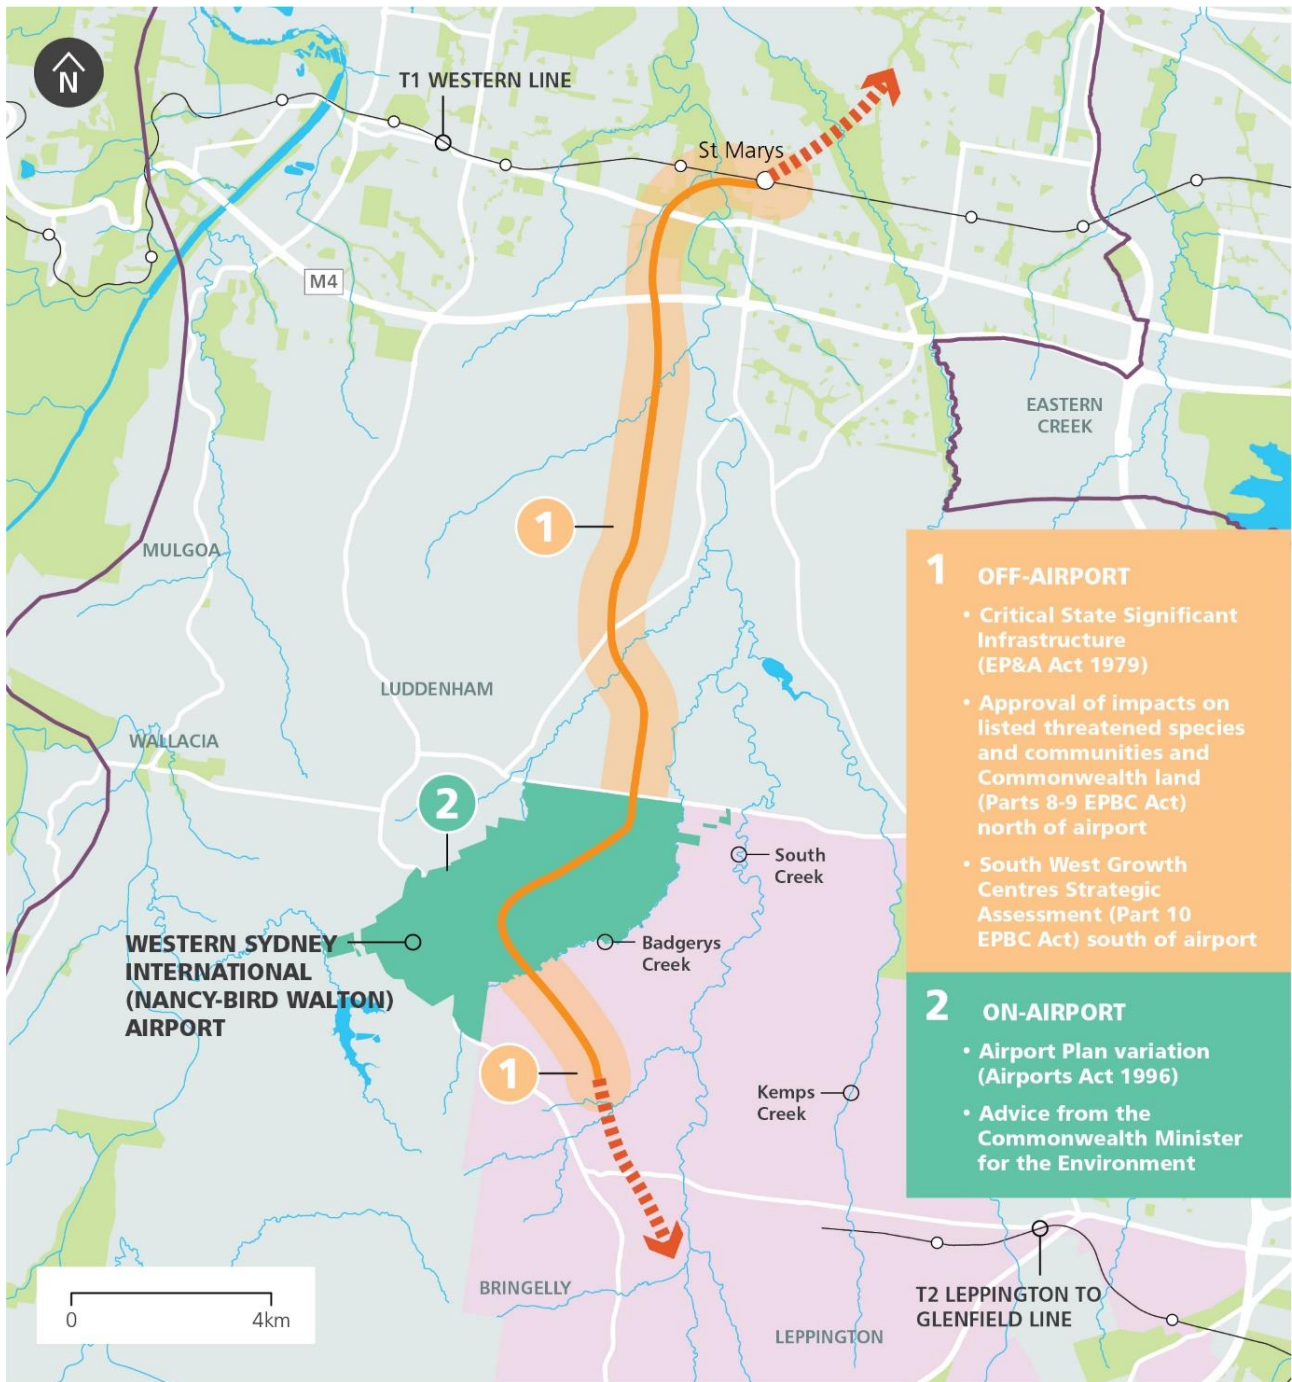 N
T1 WESTERN LINE
St Marys
M4
EASTERN
CREEK
1
MULGOA
LUDDENHAM
WALLACIA
2
South
Creek
Badgerys
Creek
WESTERN SYDNEY
INTERNATIONAL
(NANCY-BIRD WALTON)
AIRPORT
1
Kemps
Creek
BRINGELLY
LEPPINGTON
T2 LEPPINGTON TO
GLENFIELD LINE
0 4km
1 OFF-AIRPORT
• Critical State Significant
Infrastructure
(EP&A Act 1979)
• Approval of impacts on
listed threatened species
and communities and
Commonwealth land
(Parts 8-9 EPBC Act)
north of airport
• South West Growth
Centres Strategic
Assessment (Part 10
EPBC Act) south of airport
2 ON-AIRPORT
• Airport Plan variation
(Airports Act 1996)
• Advice from the
Commonwealth Minister
for the Environment